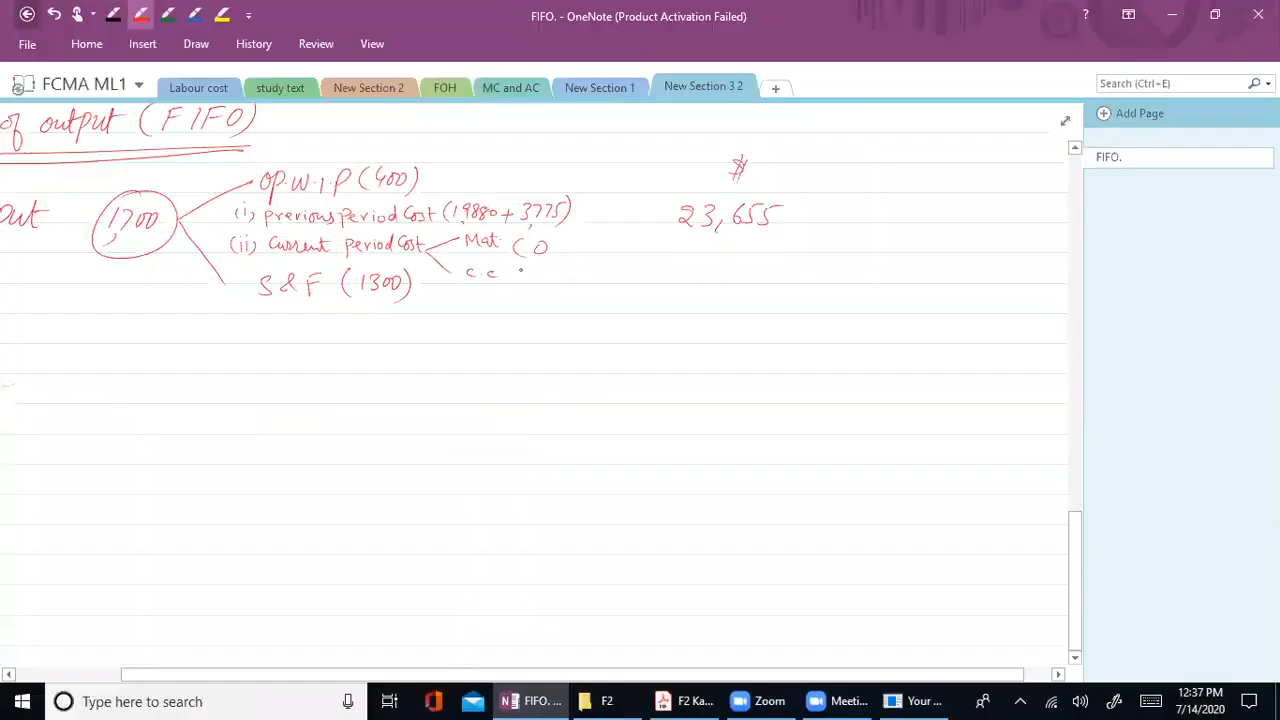 FIFO. - OneNote (Product Activation Failed)
File Home Insert Draw History Review View
FCMA ML1 Labour cost study text New Section 2 FOH MC and AC New Section 1 New Section 3 2 Search (Ctrl+E)
Add Page
FIFO.
of output (FIFO)
$
OP. W.I.P (400)
out 1,700 (i) previous period Cost (19880 + 3775) 23,655
(ii) Current period Cost Mat. (0
C.C
S & F (1300)
Type here to search FIFO. ... F2 F2 Ka... Zoom Meeti... Your ... 12:37 PM
7/14/2020